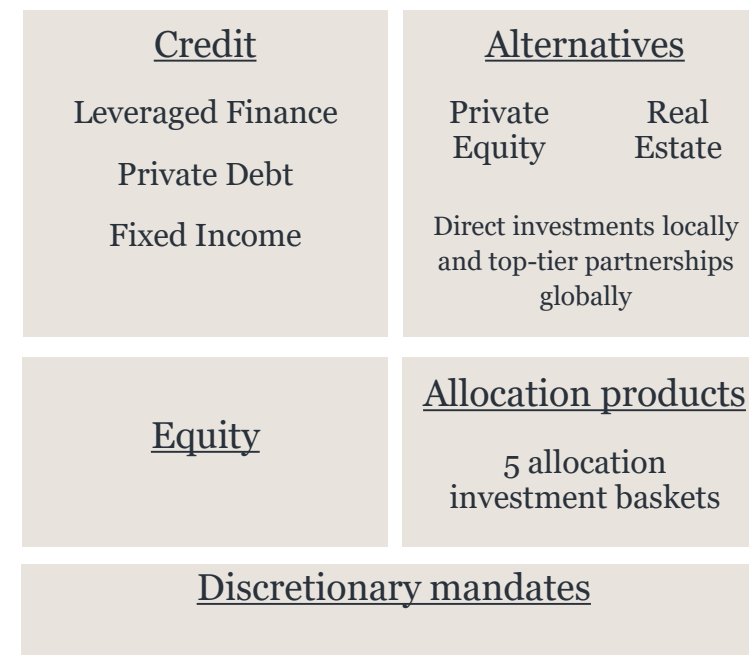 Credit
Leveraged Finance
Private Debt
Fixed Income
Alternatives
Private
Equity
Real
Estate
Direct investments locally
and top-tier partnerships
globally
Equity
Allocation products
5 allocation
investment baskets
Discretionary mandates